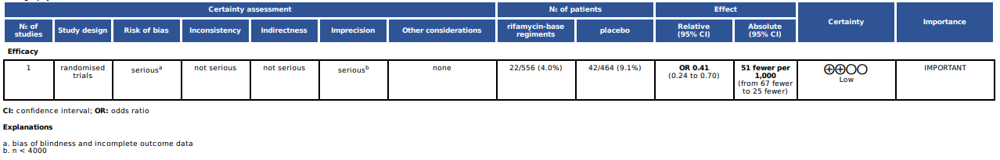 Certainty assessment
№ of patients
Effect
Certainty
Importance
№ of
studies
Study design
Risk of bias
Inconsistency
Indirectness
Imprecision
Other considerations
rifamycin-base
regiments
placebo
Relative
(95% CI)
Absolute
(95% CI)
Efficacy
1
randomised
trials
seriousᵃ
not serious
not serious
seriousᵇ
none
22/556 (4.0%)
42/464 (9.1%)
OR 0.41
(0.24 to 0.70)
51 fewer per
1,000
(from 67 fewer
to 25 fewer)
⨁⨁◯◯
Low
IMPORTANT
CI: confidence interval; OR: odds ratio
Explanations
a. bias of blindness and incomplete outcome data
b. n < 4000